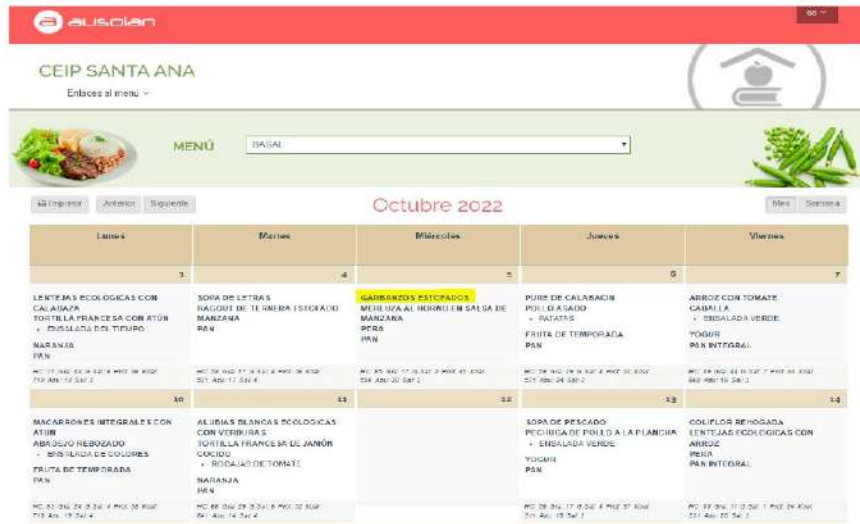 ausolan
CEIP SANTA ANA
Enlaces al menú
MENÚ
BASAL
Imprimir Anterior Siguiente
Octubre 2022
Mes Semana
Lunes Martes Miércoles Jueves Viernes
3 4 5 6 7
LENTEJAS ECOLÓGICAS CON
CALABAZA
TORTILLA FRANCESA CON ATÚN
ENSALADA DEL TIEMPO
NARANJA
PAN
SOPA DE LETRAS
RAGOUT DE TERNERA ESTOFADO
MANZANA
PAN
GARBANZOS ESTOFADOS
MERLUZA AL HORNO EN SALSA DE
MANZANA
PERA
PAN
PURE DE CALABACIN
POLLO ASADO
PATATAS
FRUTA DE TEMPORADA
PAN
ARROZ CON TOMATE
CABALLA
ENSALADA VERDE
YOGUR
PAN INTEGRAL
10 11 12 13 14
MACARRONES INTEGRALES CON
ATUN
ABADEJO REBOZADO
ENSALADA DE COLORES
FRUTA DE TEMPORADA
PAN
ALUBIAS BLANCAS ECOLOGICAS
CON VERDURAS
TORTILLA FRANCESA DE JAMÓN
COCIDO
RODAJAS DE TOMATE
NARANJA
PAN
SOPA DE PESCADO
PECHUGA DE POLLO A LA PLANCHA
ENSALADA VERDE
YOGUR
PAN
COLIFLOR REHOGADA
LENTEJAS ECOLOGICAS CON
ARROZ
PERA
PAN INTEGRAL